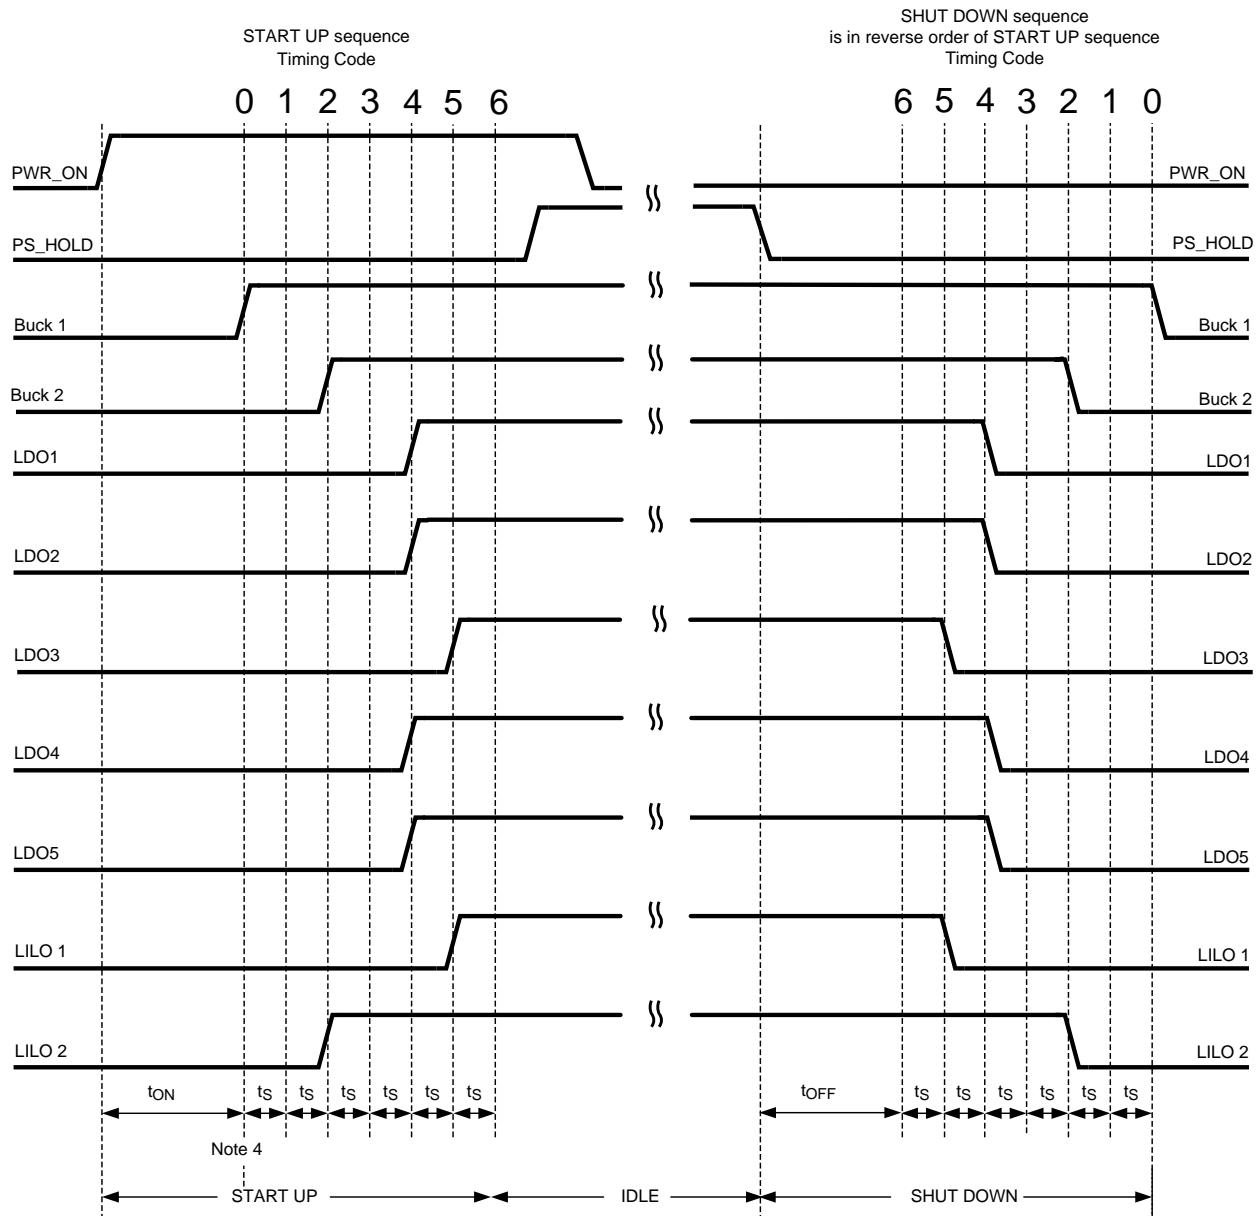 START UP sequence
Timing Code
SHUT DOWN sequence
is in reverse order of START UP sequence
Timing Code
0 1 2 3 4 5 6
6 5 4 3 2 1 0
PWR_ON
PWR_ON
PS_HOLD
PS_HOLD
Buck 1
Buck 1
Buck 2
Buck 2
LDO1
LDO1
LDO2
LDO2
LDO3
LDO3
LDO4
LDO4
LDO5
LDO5
LILO 1
LILO 1
LILO 2
LILO 2
tON tS tS tS tS tS tS
tOFF tS tS tS tS tS tS
Note 4
START UP
IDLE
SHUT DOWN